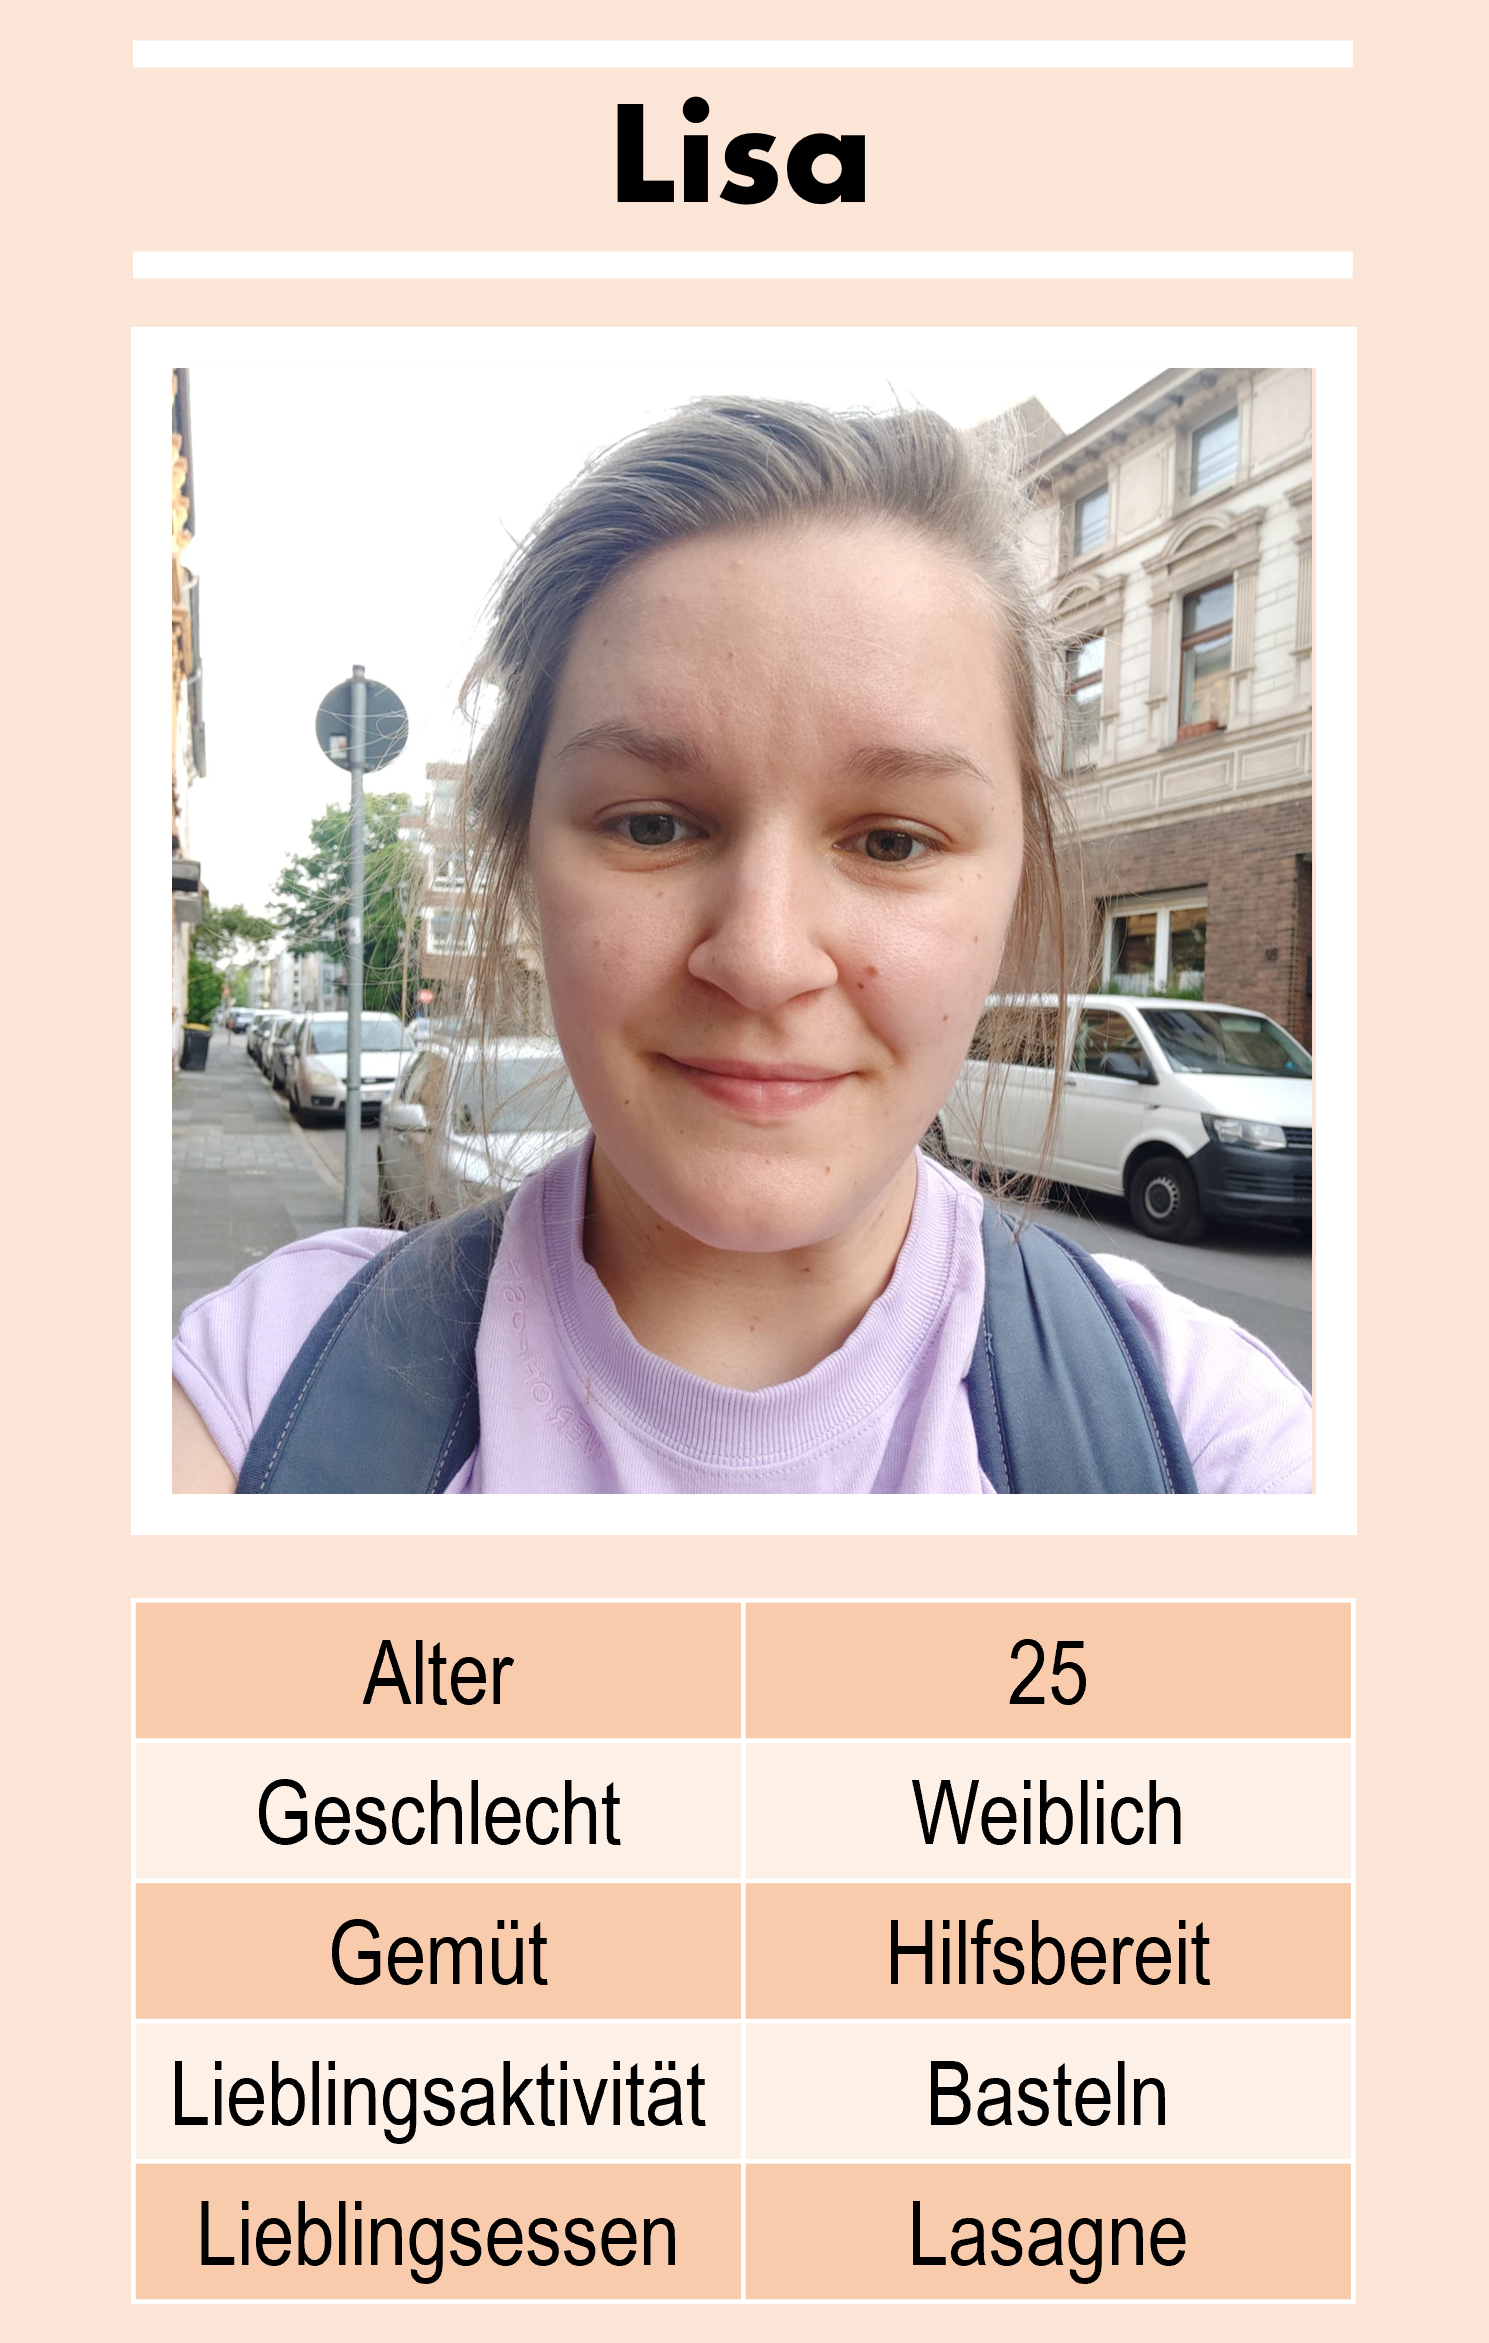 Lisa
Alter 25
Geschlecht Weiblich
Gemüt Hilfsbereit
Lieblingsaktivität Basteln
Lieblingsessen Lasagne